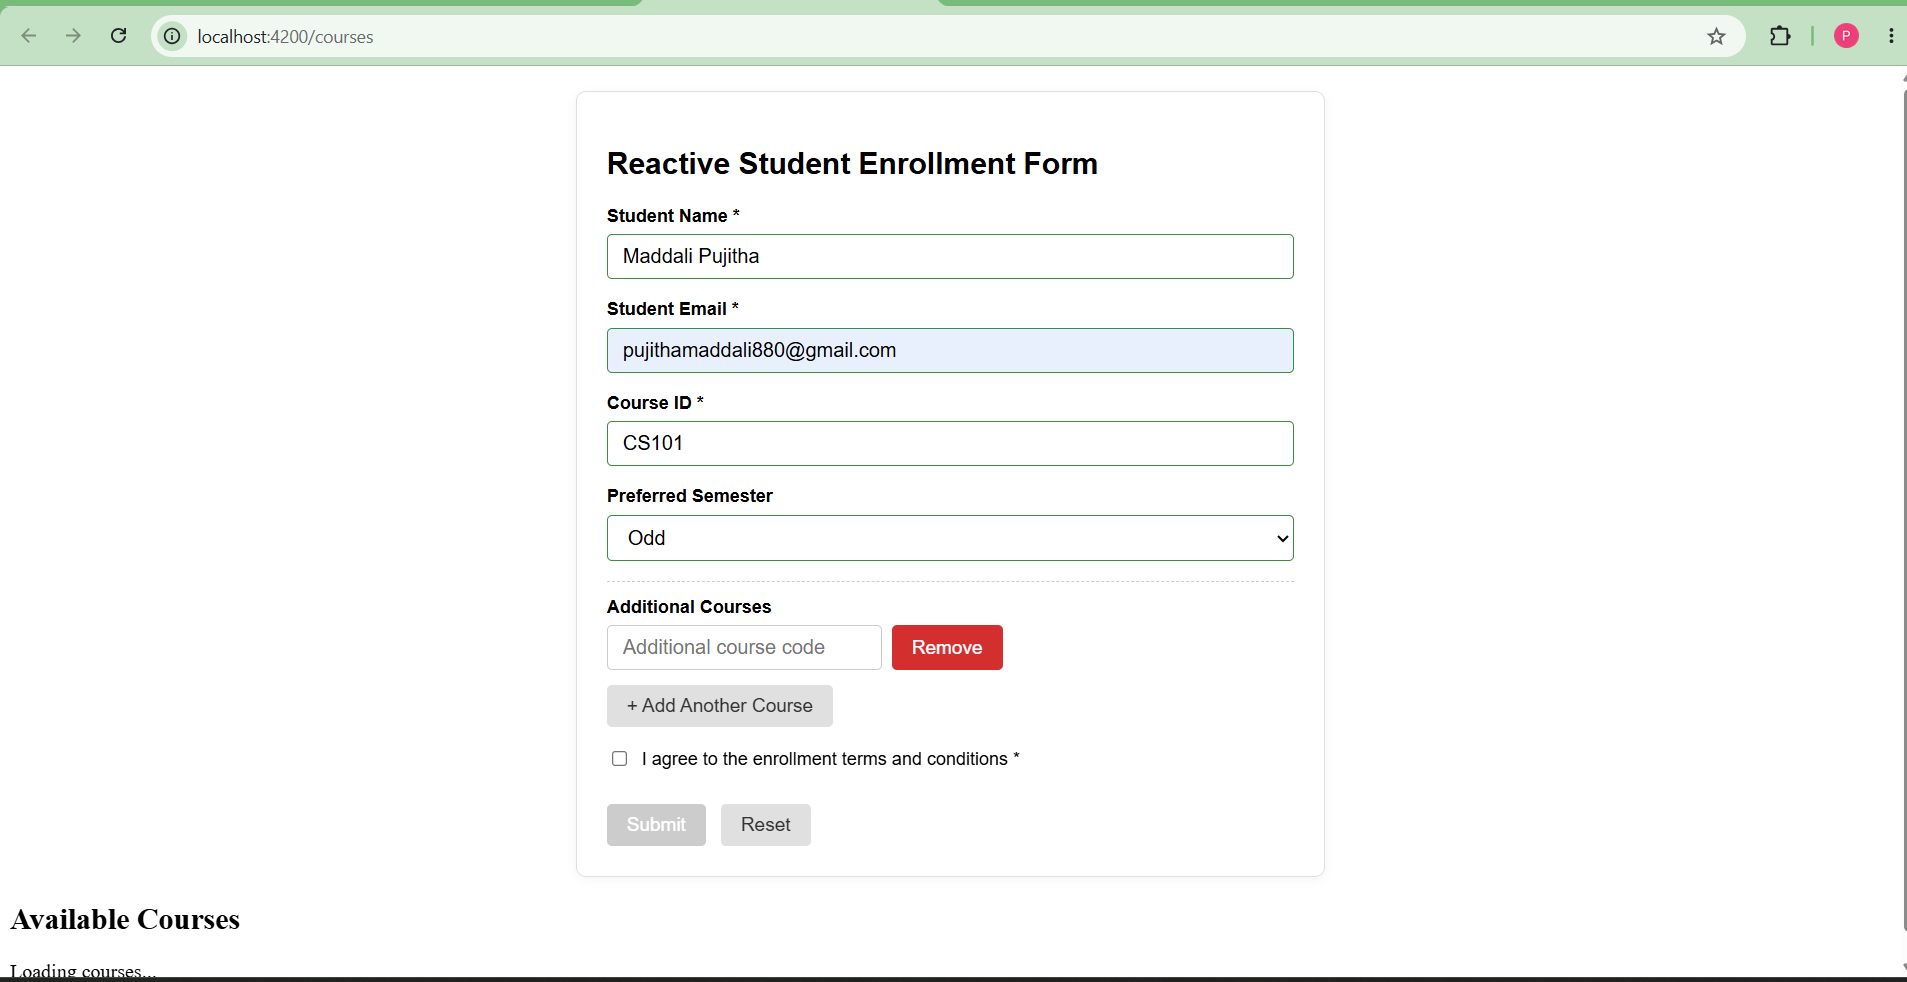 localhost:4200/courses
P
Reactive Student Enrollment Form
Student Name *
Maddali Pujitha
Student Email *
pujithamaddali880@gmail.com
Course ID *
CS101
Preferred Semester
Odd
Additional Courses
Additional course code
Remove
+ Add Another Course
I agree to the enrollment terms and conditions *
Submit
Reset
Available Courses
Loading courses...